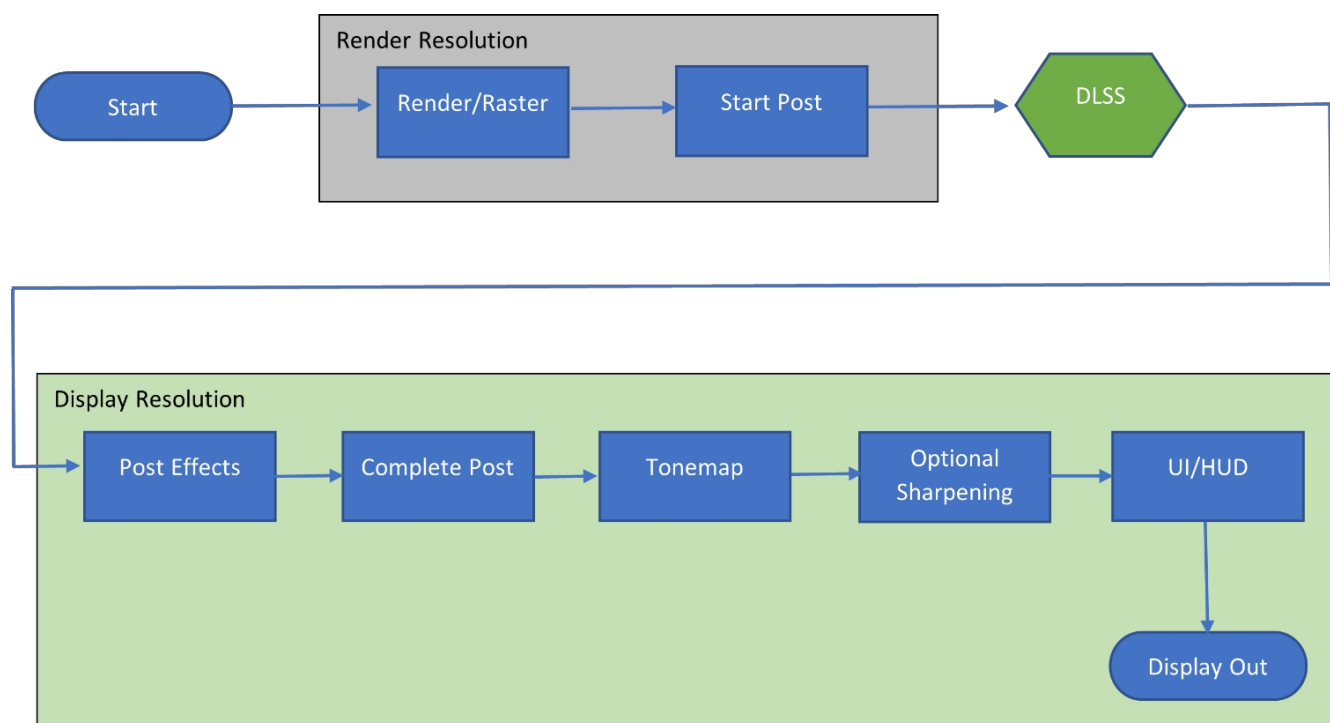 Render Resolution
Start
Render/Raster
Start Post
DLSS
Display Resolution
Post Effects
Complete Post
Tonemap
Optional
Sharpening
UI/HUD
Display Out